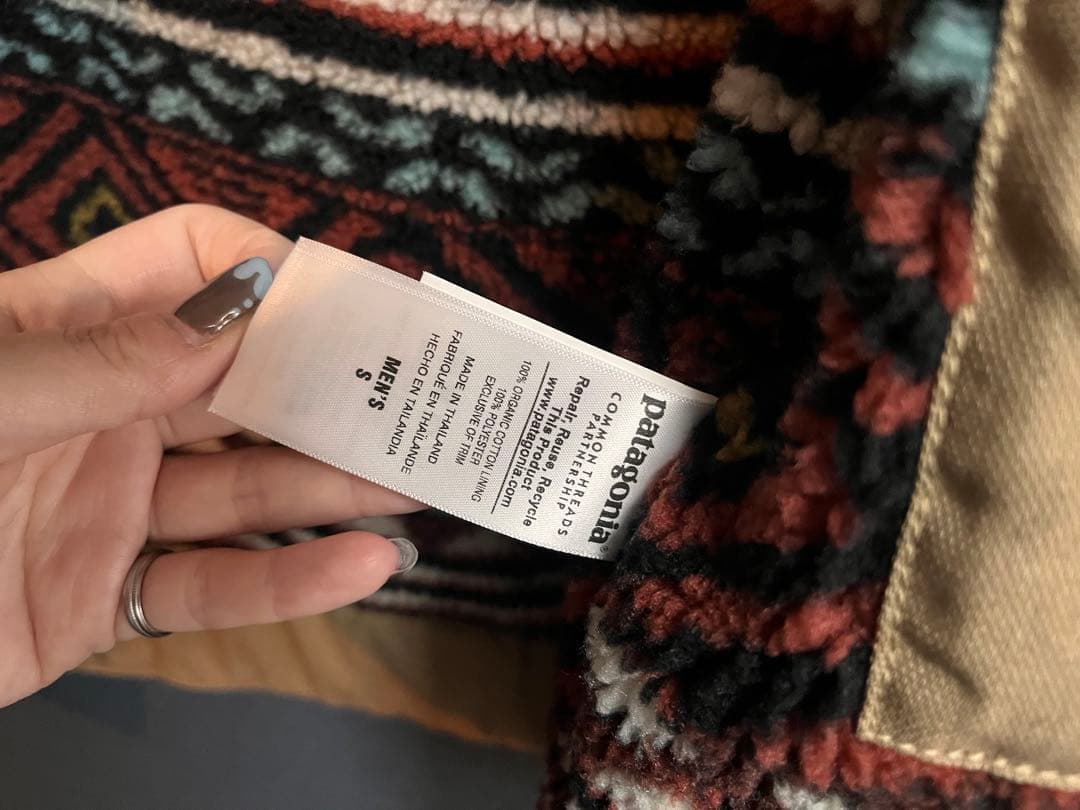 patagonia®
COMMON THREADS
PARTNERSHIP
Repair, Reuse, Recycle
This Product
www.patagonia.com
100% ORGANIC COTTON LINING
100% POLYESTER
EXCLUSIVE OF TRIM
MADE IN THAILAND
FABRIQUÉ EN THAÏLANDE
HECHO EN TAILANDIA
MEN'S
S